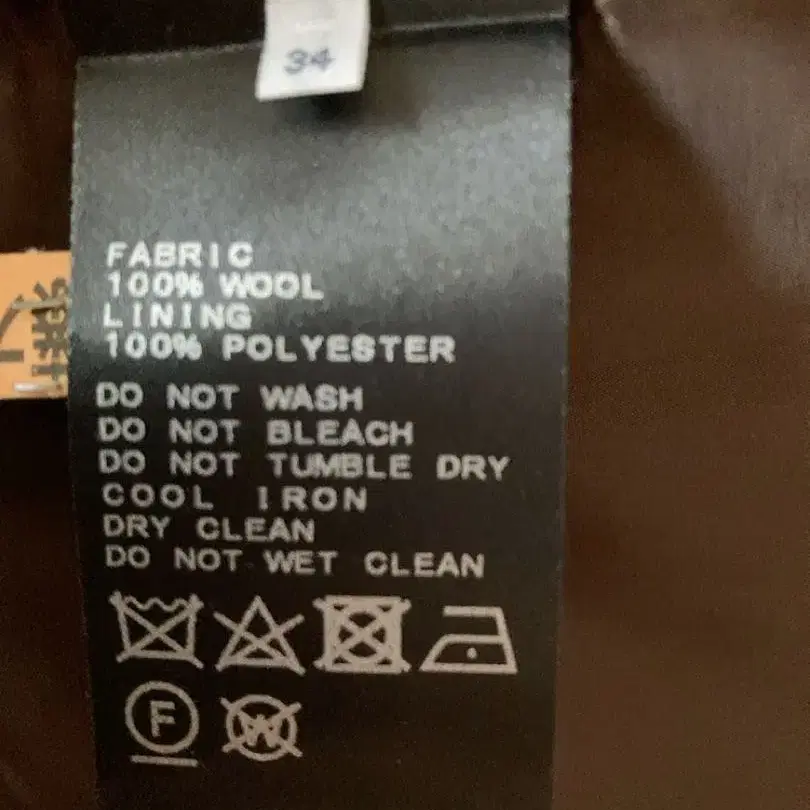 34
FABRIC
100% WOOL
LINING
100% POLYESTER
DO NOT WASH
DO NOT BLEACH
DO NOT TUMBLE DRY
COOL IRON
DRY CLEAN
DO NOT WET CLEAN
F
W